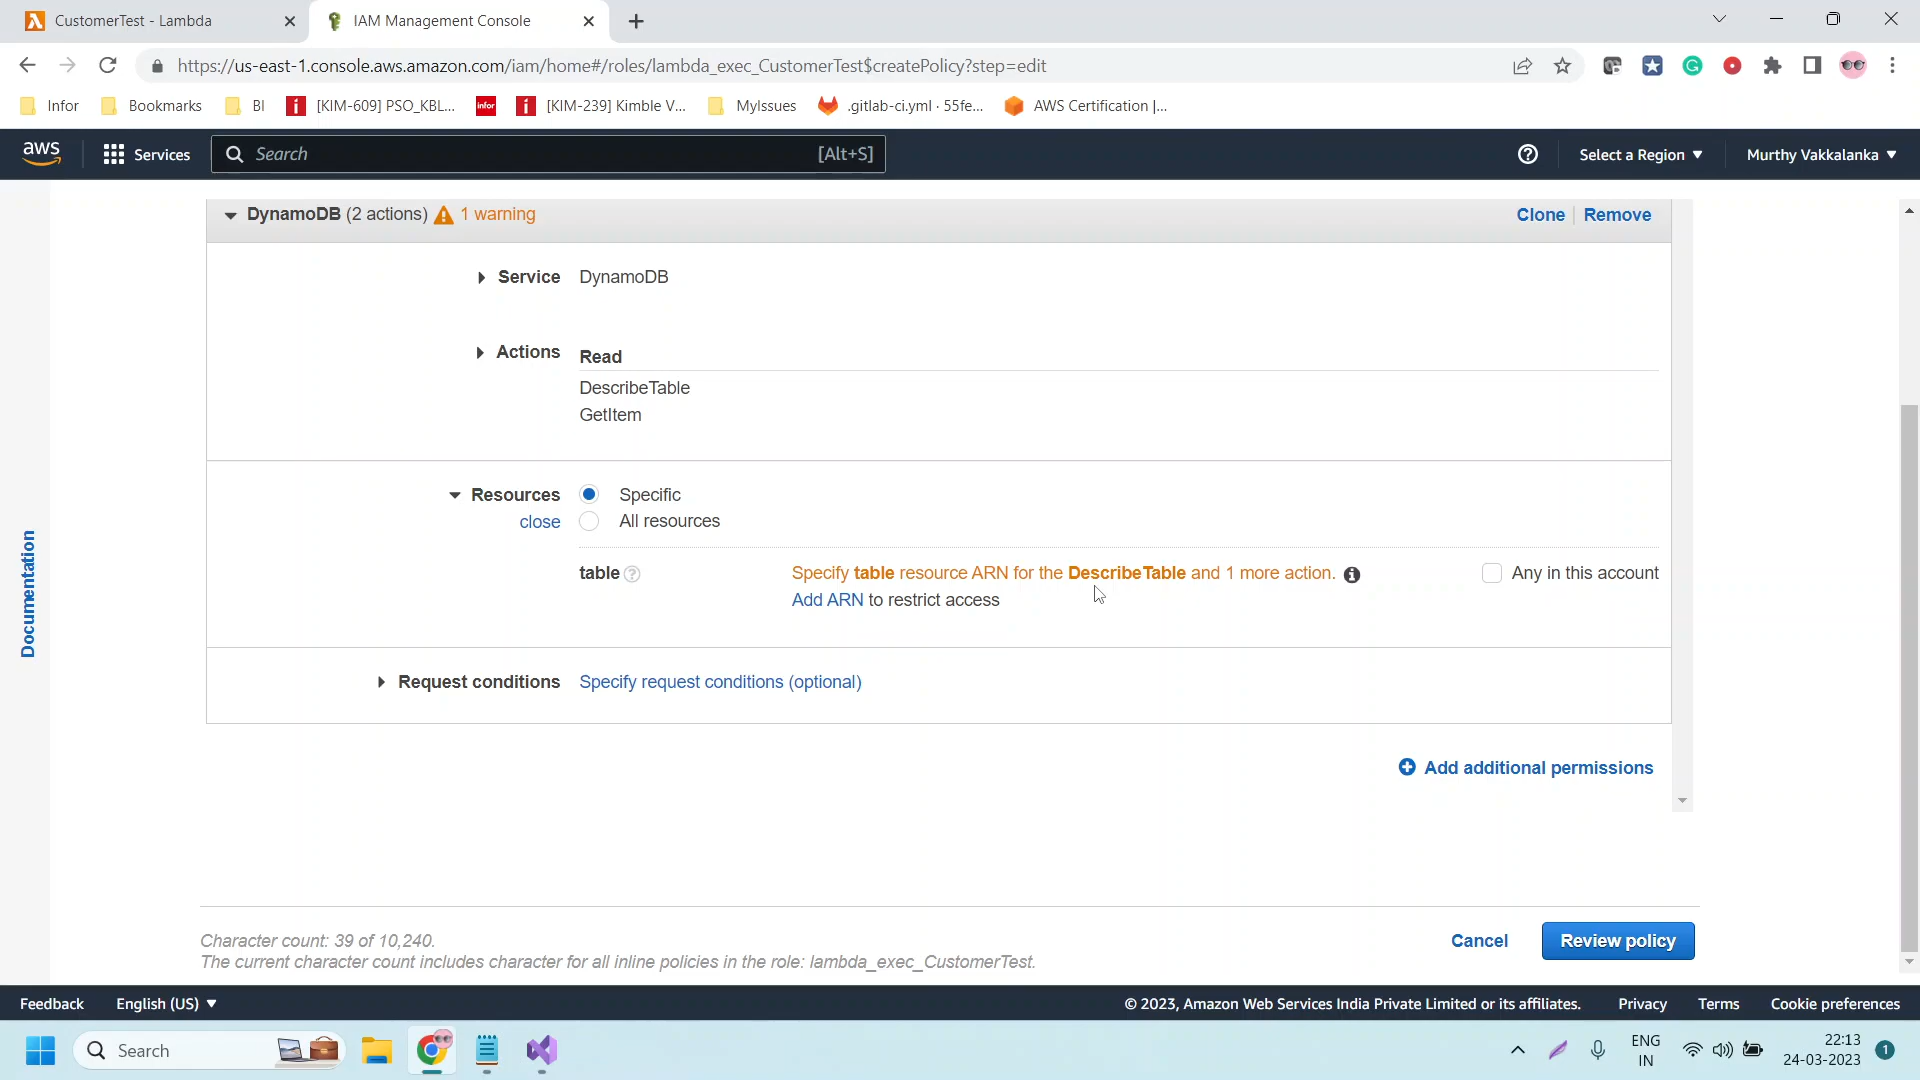 CustomerTest - Lambda
IAM Management Console
https://us-east-1.console.aws.amazon.com/iam/home#/roles/lambda_exec_CustomerTest$createPolicy?step=edit
Infor
Bookmarks
BI
[KIM-609] PSO_KBL...
infor
[KIM-239] Kimble V...
MyIssues
.gitlab-ci.yml · 55fe...
AWS Certification |...
aws
Services
Search
[Alt+S]
Select a Region
Murthy Vakkalanka
DynamoDB (2 actions) 1 warning
Clone
Remove
Service DynamoDB
Actions Read
DescribeTable
GetItem
Resources Specific
close All resources
table Specify table resource ARN for the DescribeTable and 1 more action. Any in this account
Add ARN to restrict access
Request conditions Specify request conditions (optional)
Add additional permissions
Documentation
Character count: 39 of 10,240.
The current character count includes character for all inline policies in the role: lambda_exec_CustomerTest.
Cancel
Review policy
Feedback
English (US)
© 2023, Amazon Web Services India Private Limited or its affiliates.
Privacy
Terms
Cookie preferences
Search
ENG
IN
22:13
24-03-2023
1